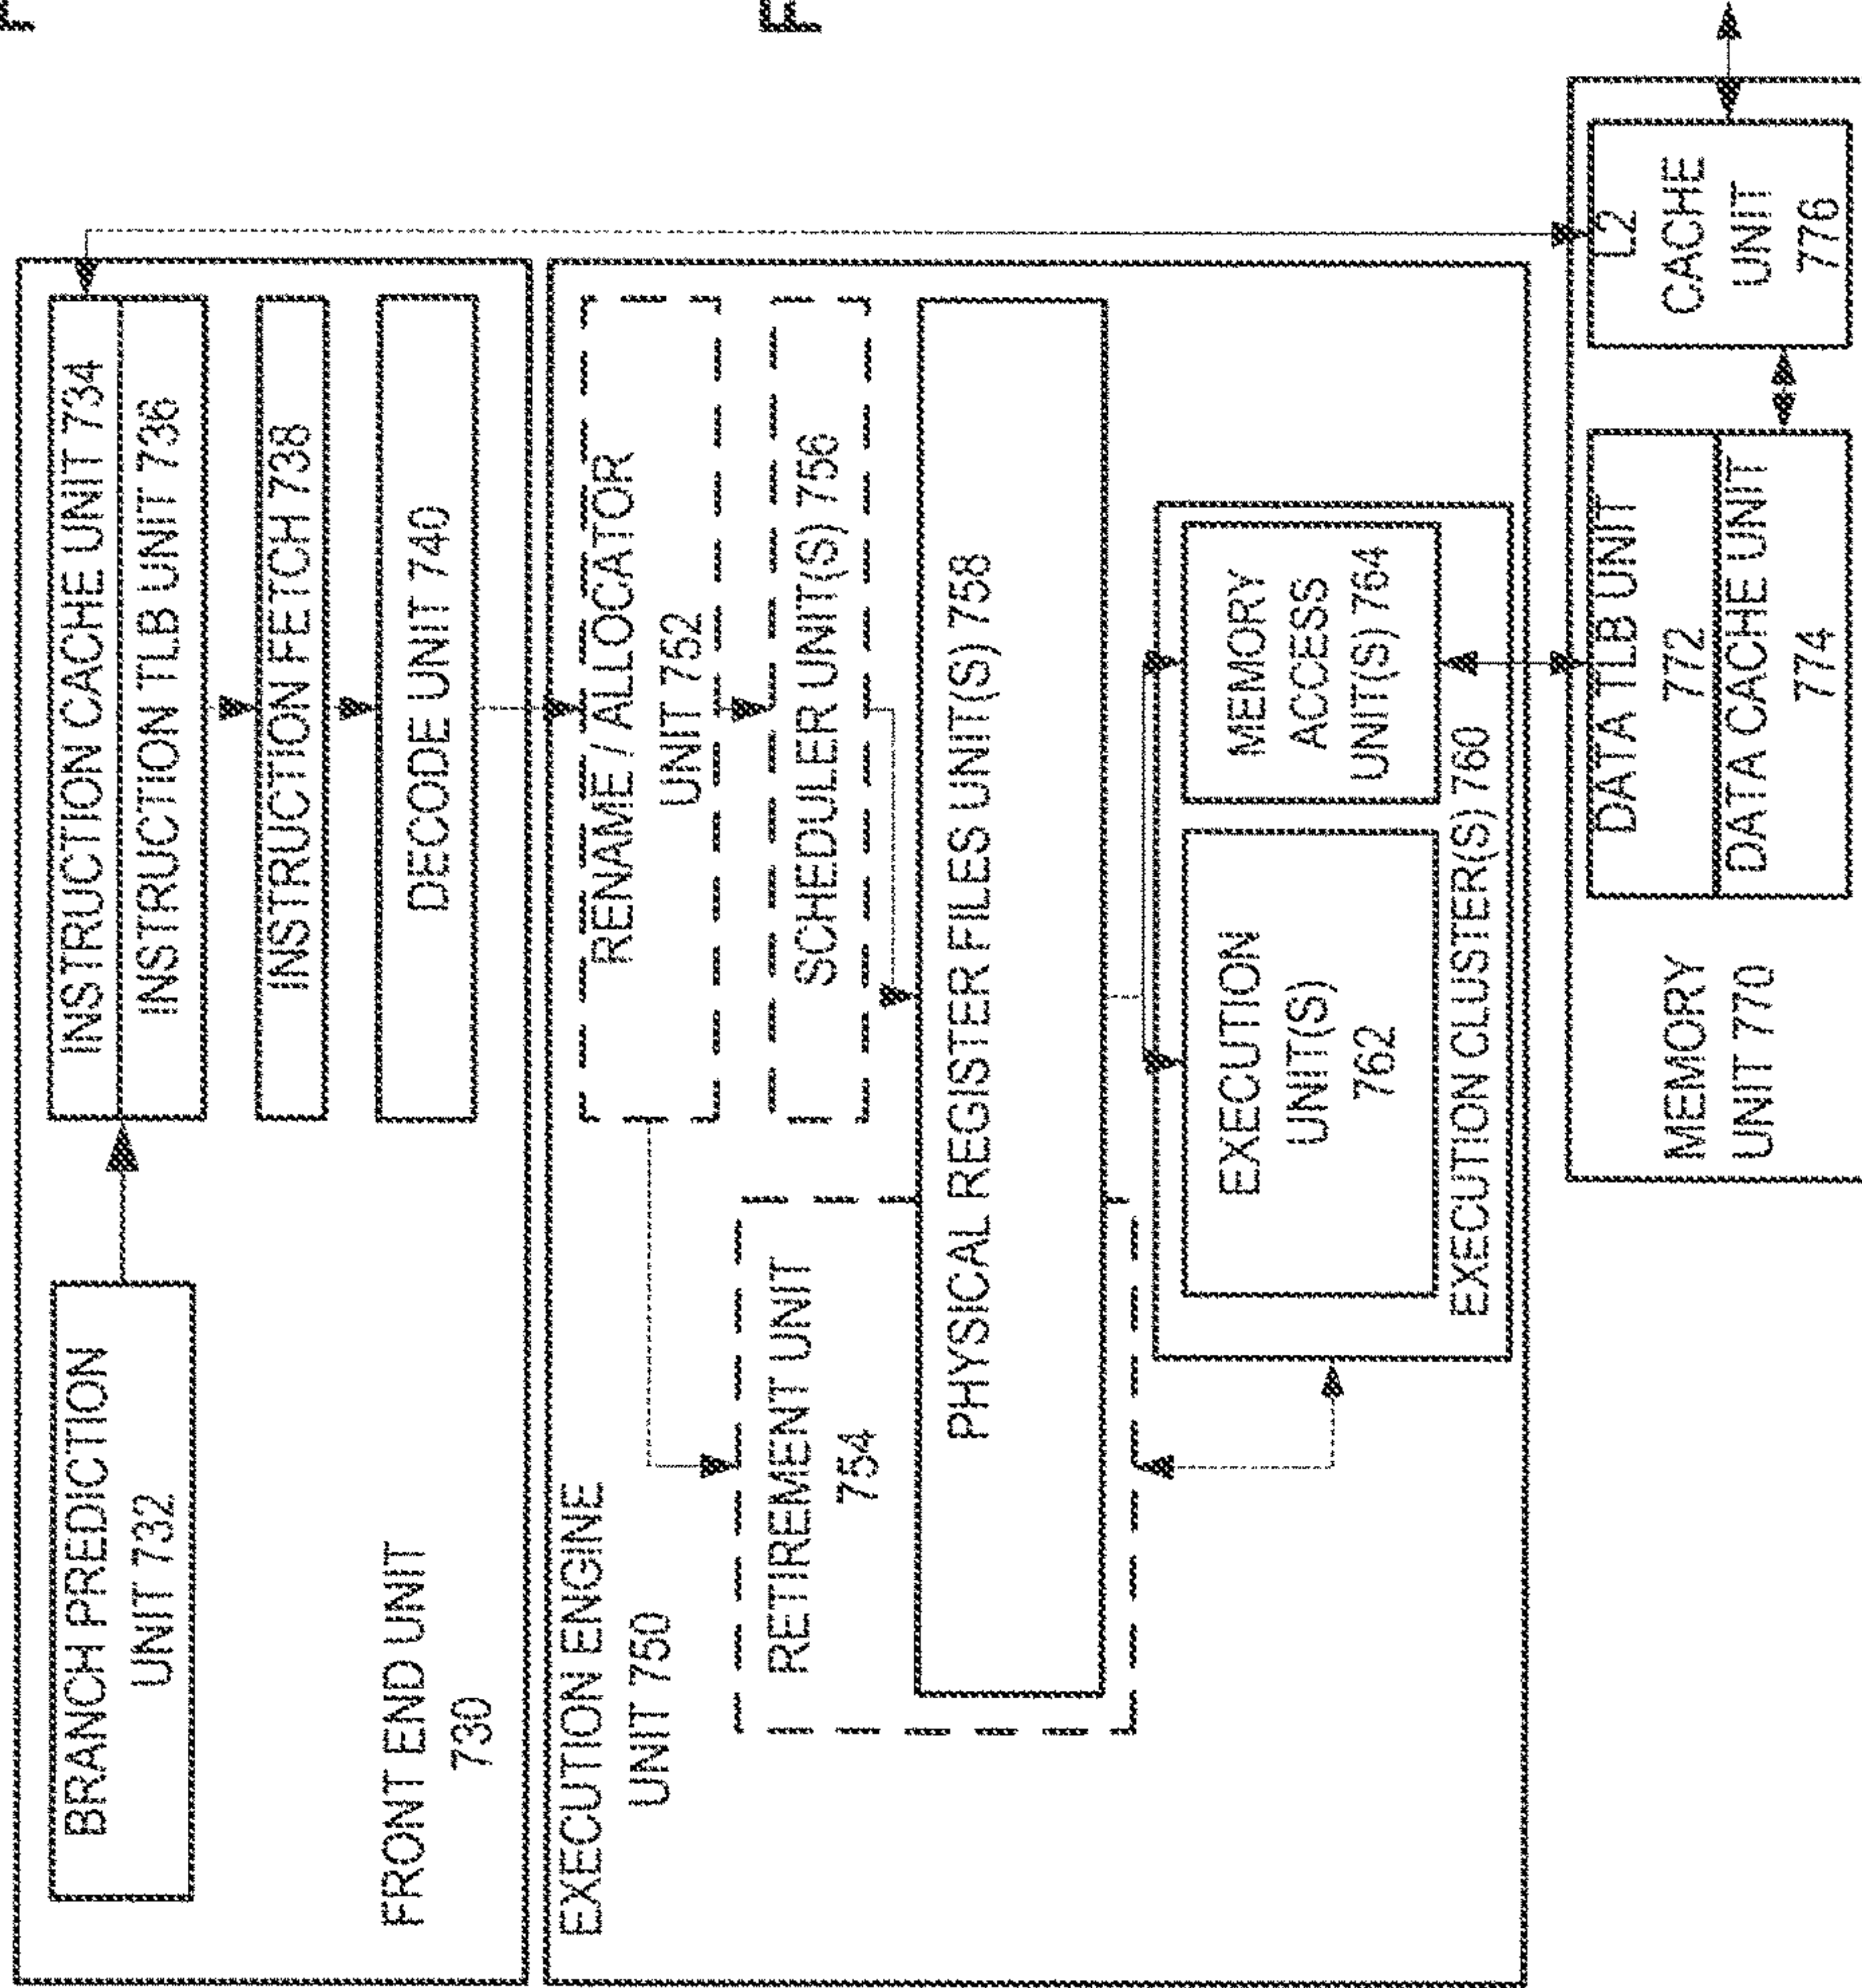 BRANCH PREDICTION
UNIT 732
INSTRUCTION CACHE UNIT 734
INSTRUCTION TLB UNIT 736
INSTRUCTION FETCH 738
DECODE UNIT 740
FRONT END UNIT
730
EXECUTION ENGINE
UNIT 750
RENAME / ALLOCATOR
UNIT 752
SCHEDULER UNIT(S) 756
RETIREMENT UNIT
754
PHYSICAL REGISTER FILES UNIT(S) 758
EXECUTION
UNIT(S)
762
MEMORY
ACCESS
UNIT(S) 764
EXECUTION CLUSTER(S) 760
MEMORY
UNIT 770
DATA TLB UNIT
772
DATA CACHE UNIT
774
L2
CACHE
UNIT
776